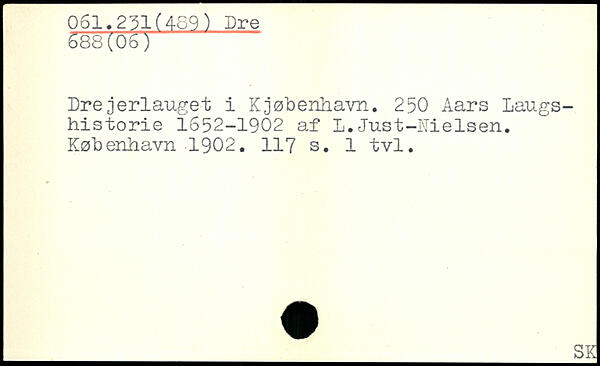 061.231(489) Dre
688(06)
Drejerlauget i Kjøbenhavn. 250 Aars Laugs-
historie 1652-1902 af L.Just-Nielsen.
København 1902. 117 s. 1 tvl.
SK